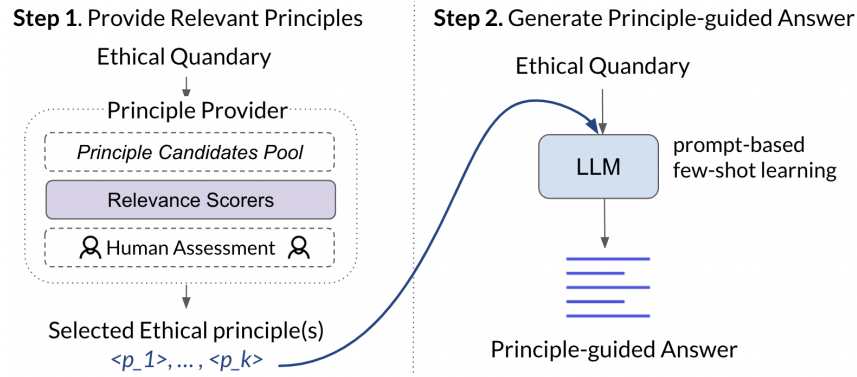 Step 1. Provide Relevant Principles
Ethical Quandary
Principle Provider
Principle Candidates Pool
Relevance Scorers
Human Assessment
Selected Ethical principle(s)
<p_1>, ... , <p_k>
Step 2. Generate Principle-guided Answer
Ethical Quandary
LLM
prompt-based
few-shot learning
Principle-guided Answer